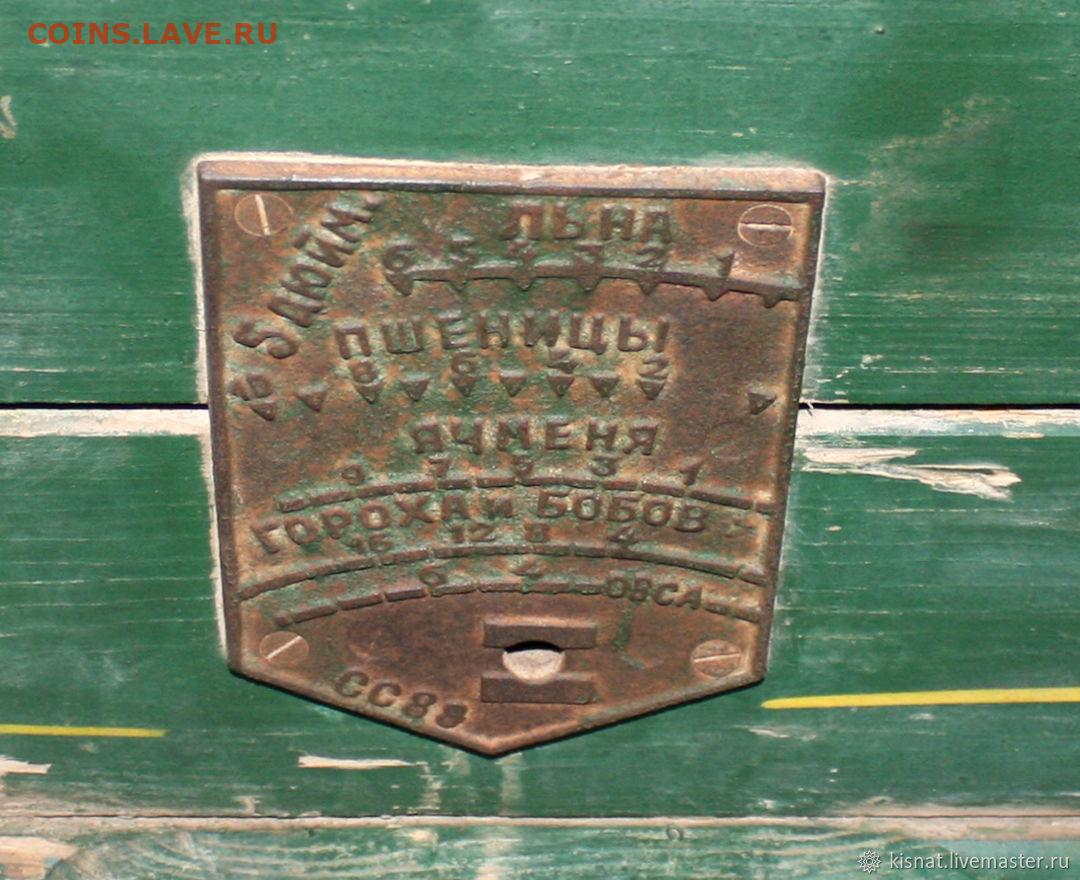 COINS.LAVE.RU
в 5 ДЮЙМ.
ЛЬНА
6 5 4 3 2 1
ПШЕНИЦЫ
8 6 4 2
ЯЧМЕНЯ
9 7 5 3 1
ГОРОХА И БОБОВ
16 12 8 4
6 4 ОВСА
СС83
kisnat.livemaster.ru